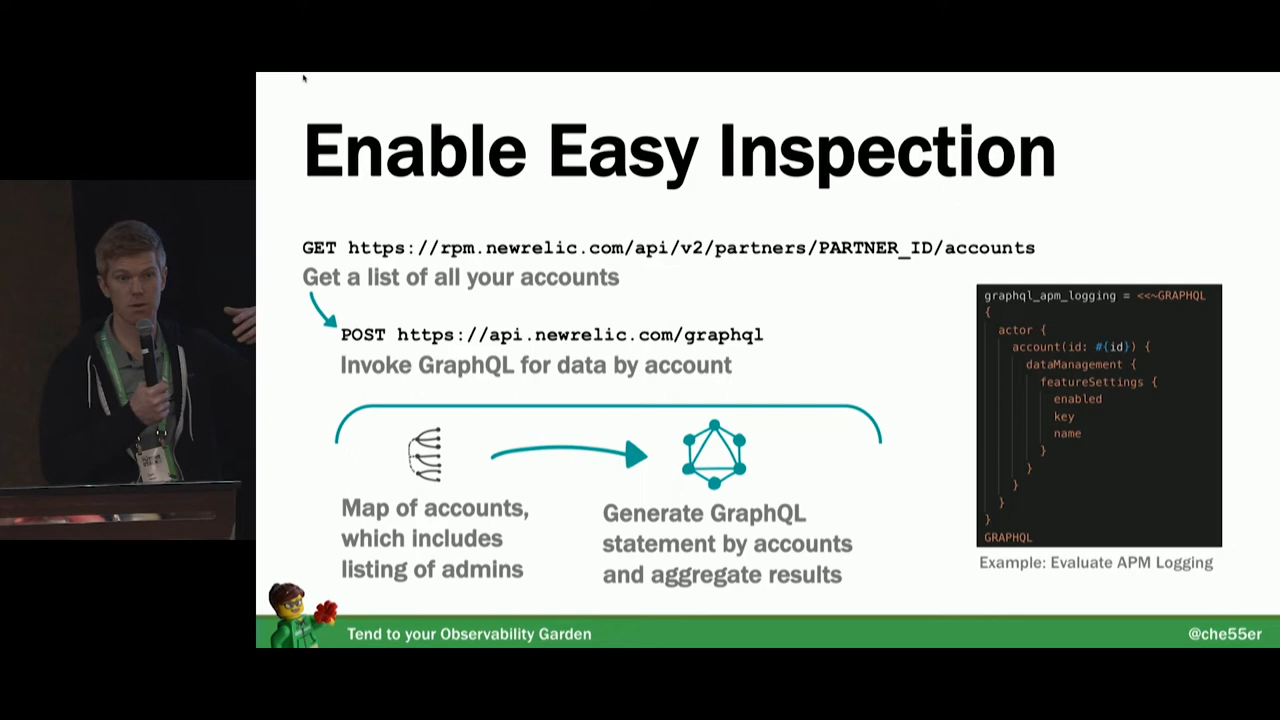 Enable Easy Inspection
GET https://rpm.newrelic.com/api/v2/partners/PARTNER_ID/accounts
Get a list of all your accounts
POST https://api.newrelic.com/graphql
Invoke GraphQL for data by account
Map of accounts,
which includes
listing of admins
Generate GraphQL
statement by accounts
and aggregate results
graphql_apm_logging = <<~GRAPHQL
{
actor {
account(id: #{id}) {
dataManagement {
featureSettings {
enabled
key
name
}
}
}
}
}
GRAPHQL
Example: Evaluate APM Logging
Tend to your Observability Garden
@che55er